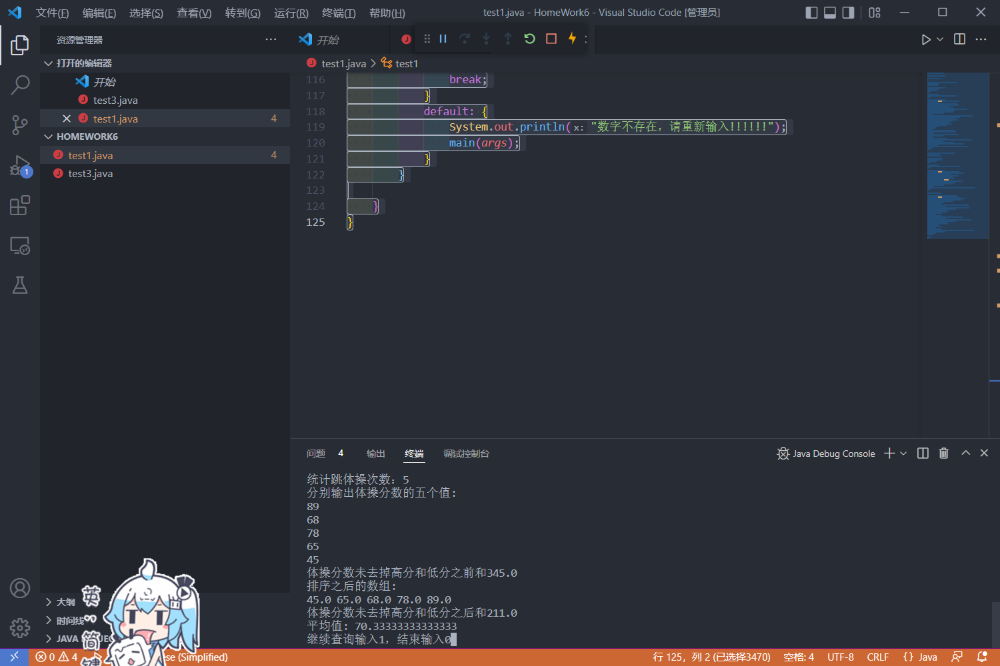 文件(F) 编辑(E) 选择(S) 查看(V) 转到(G) 运行(R) 终端(T) 帮助(H)
test1.java - HomeWork6 - Visual Studio Code [管理员]
资源管理器
打开的编辑器
开始
test3.java
test1.java 4
HOMEWORK6
test1.java 4
test3.java
1
大纲
时间线
JAVA
开始
test1.java > test1
116 break;
117 }
118 default: {
119 System.out.println(x: "数字不存在，请重新输入!!!!!!");
120 main(args);
121 }
122 }
123
124 }
125 }
问题 4 输出 终端 调试控制台
Java Debug Console
统计跳体操次数：5
分别输出体操分数的五个值：
89
68
78
65
45
体操分数未去掉高分和低分之前和345.0
排序之后的数组：
45.0 65.0 68.0 78.0 89.0
体操分数未去掉高分和低分之后和211.0
平均值：70.33333333333333
继续查询输入1，结束输入0
英
简
0 4
(Simplified)
行 125，列 2 (已选择3470) 空格: 4 UTF-8 CRLF {} Java